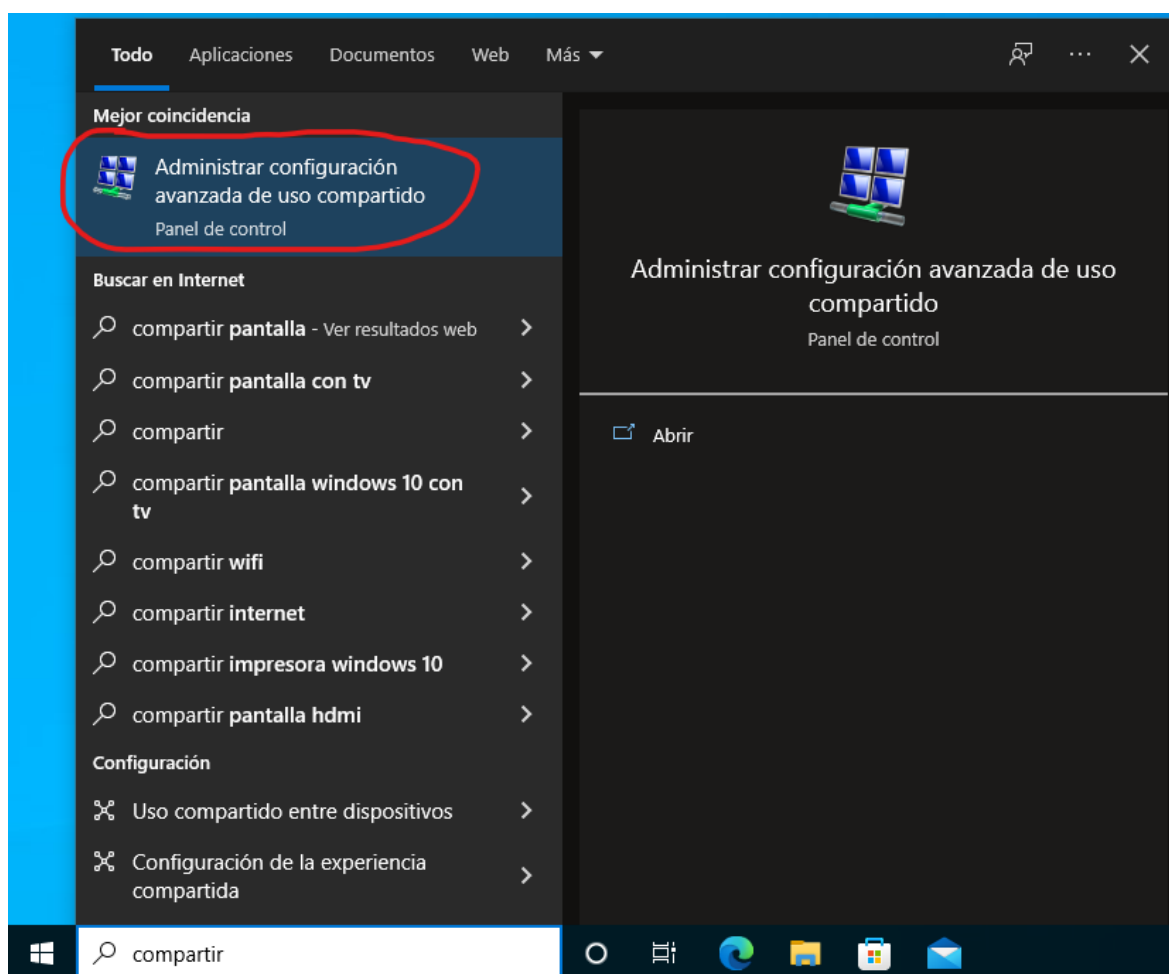 Todo Aplicaciones Documentos Web Más
Mejor coincidencia
Administrar configuración
avanzada de uso compartido
Panel de control
Buscar en Internet
compartir pantalla - Ver resultados web
compartir pantalla con tv
compartir
compartir pantalla windows 10 con
tv
compartir wifi
compartir internet
compartir impresora windows 10
compartir pantalla hdmi
Configuración
Uso compartido entre dispositivos
Configuración de la experiencia
compartida
compartir
Administrar configuración avanzada de uso
compartido
Panel de control
Abrir